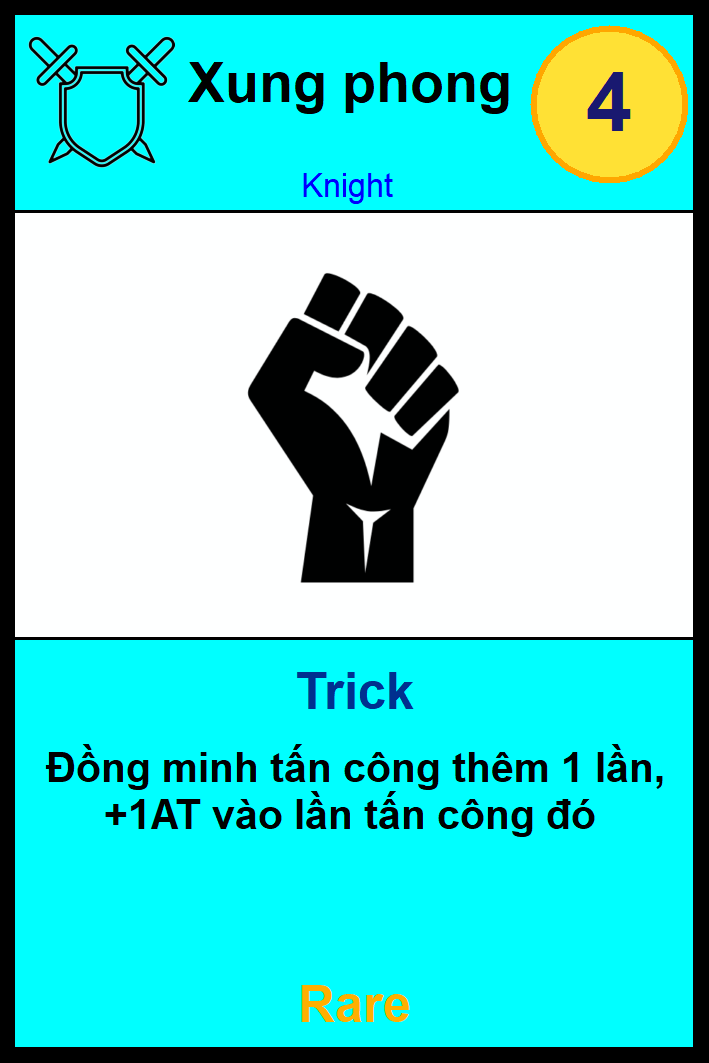 Xung phong
4
Knight
Trick
Đồng minh tấn công thêm 1 lần,
+1AT vào lần tấn công đó
Rare